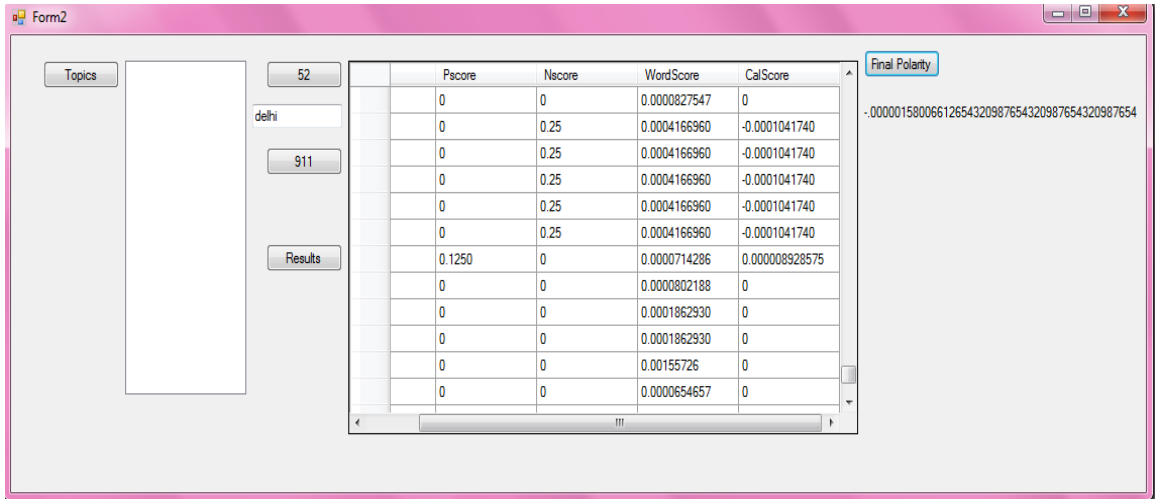 Form2
Topics
52
delhi
911
Results
Pscore Nscore WordScore CalScore
0 0 0.0000827547 0
0 0.25 0.0004166960 -0.0001041740
0 0.25 0.0004166960 -0.0001041740
0 0.25 0.0004166960 -0.0001041740
0 0.25 0.0004166960 -0.0001041740
0 0.25 0.0004166960 -0.0001041740
0.1250 0 0.0000714286 0.000008928575
0 0 0.0000802188 0
0 0 0.0001862930 0
0 0 0.0001862930 0
0 0 0.00155726 0
0 0 0.0000654657 0
Final Polarity
-.0000015800661265432098765432098765432098​7654